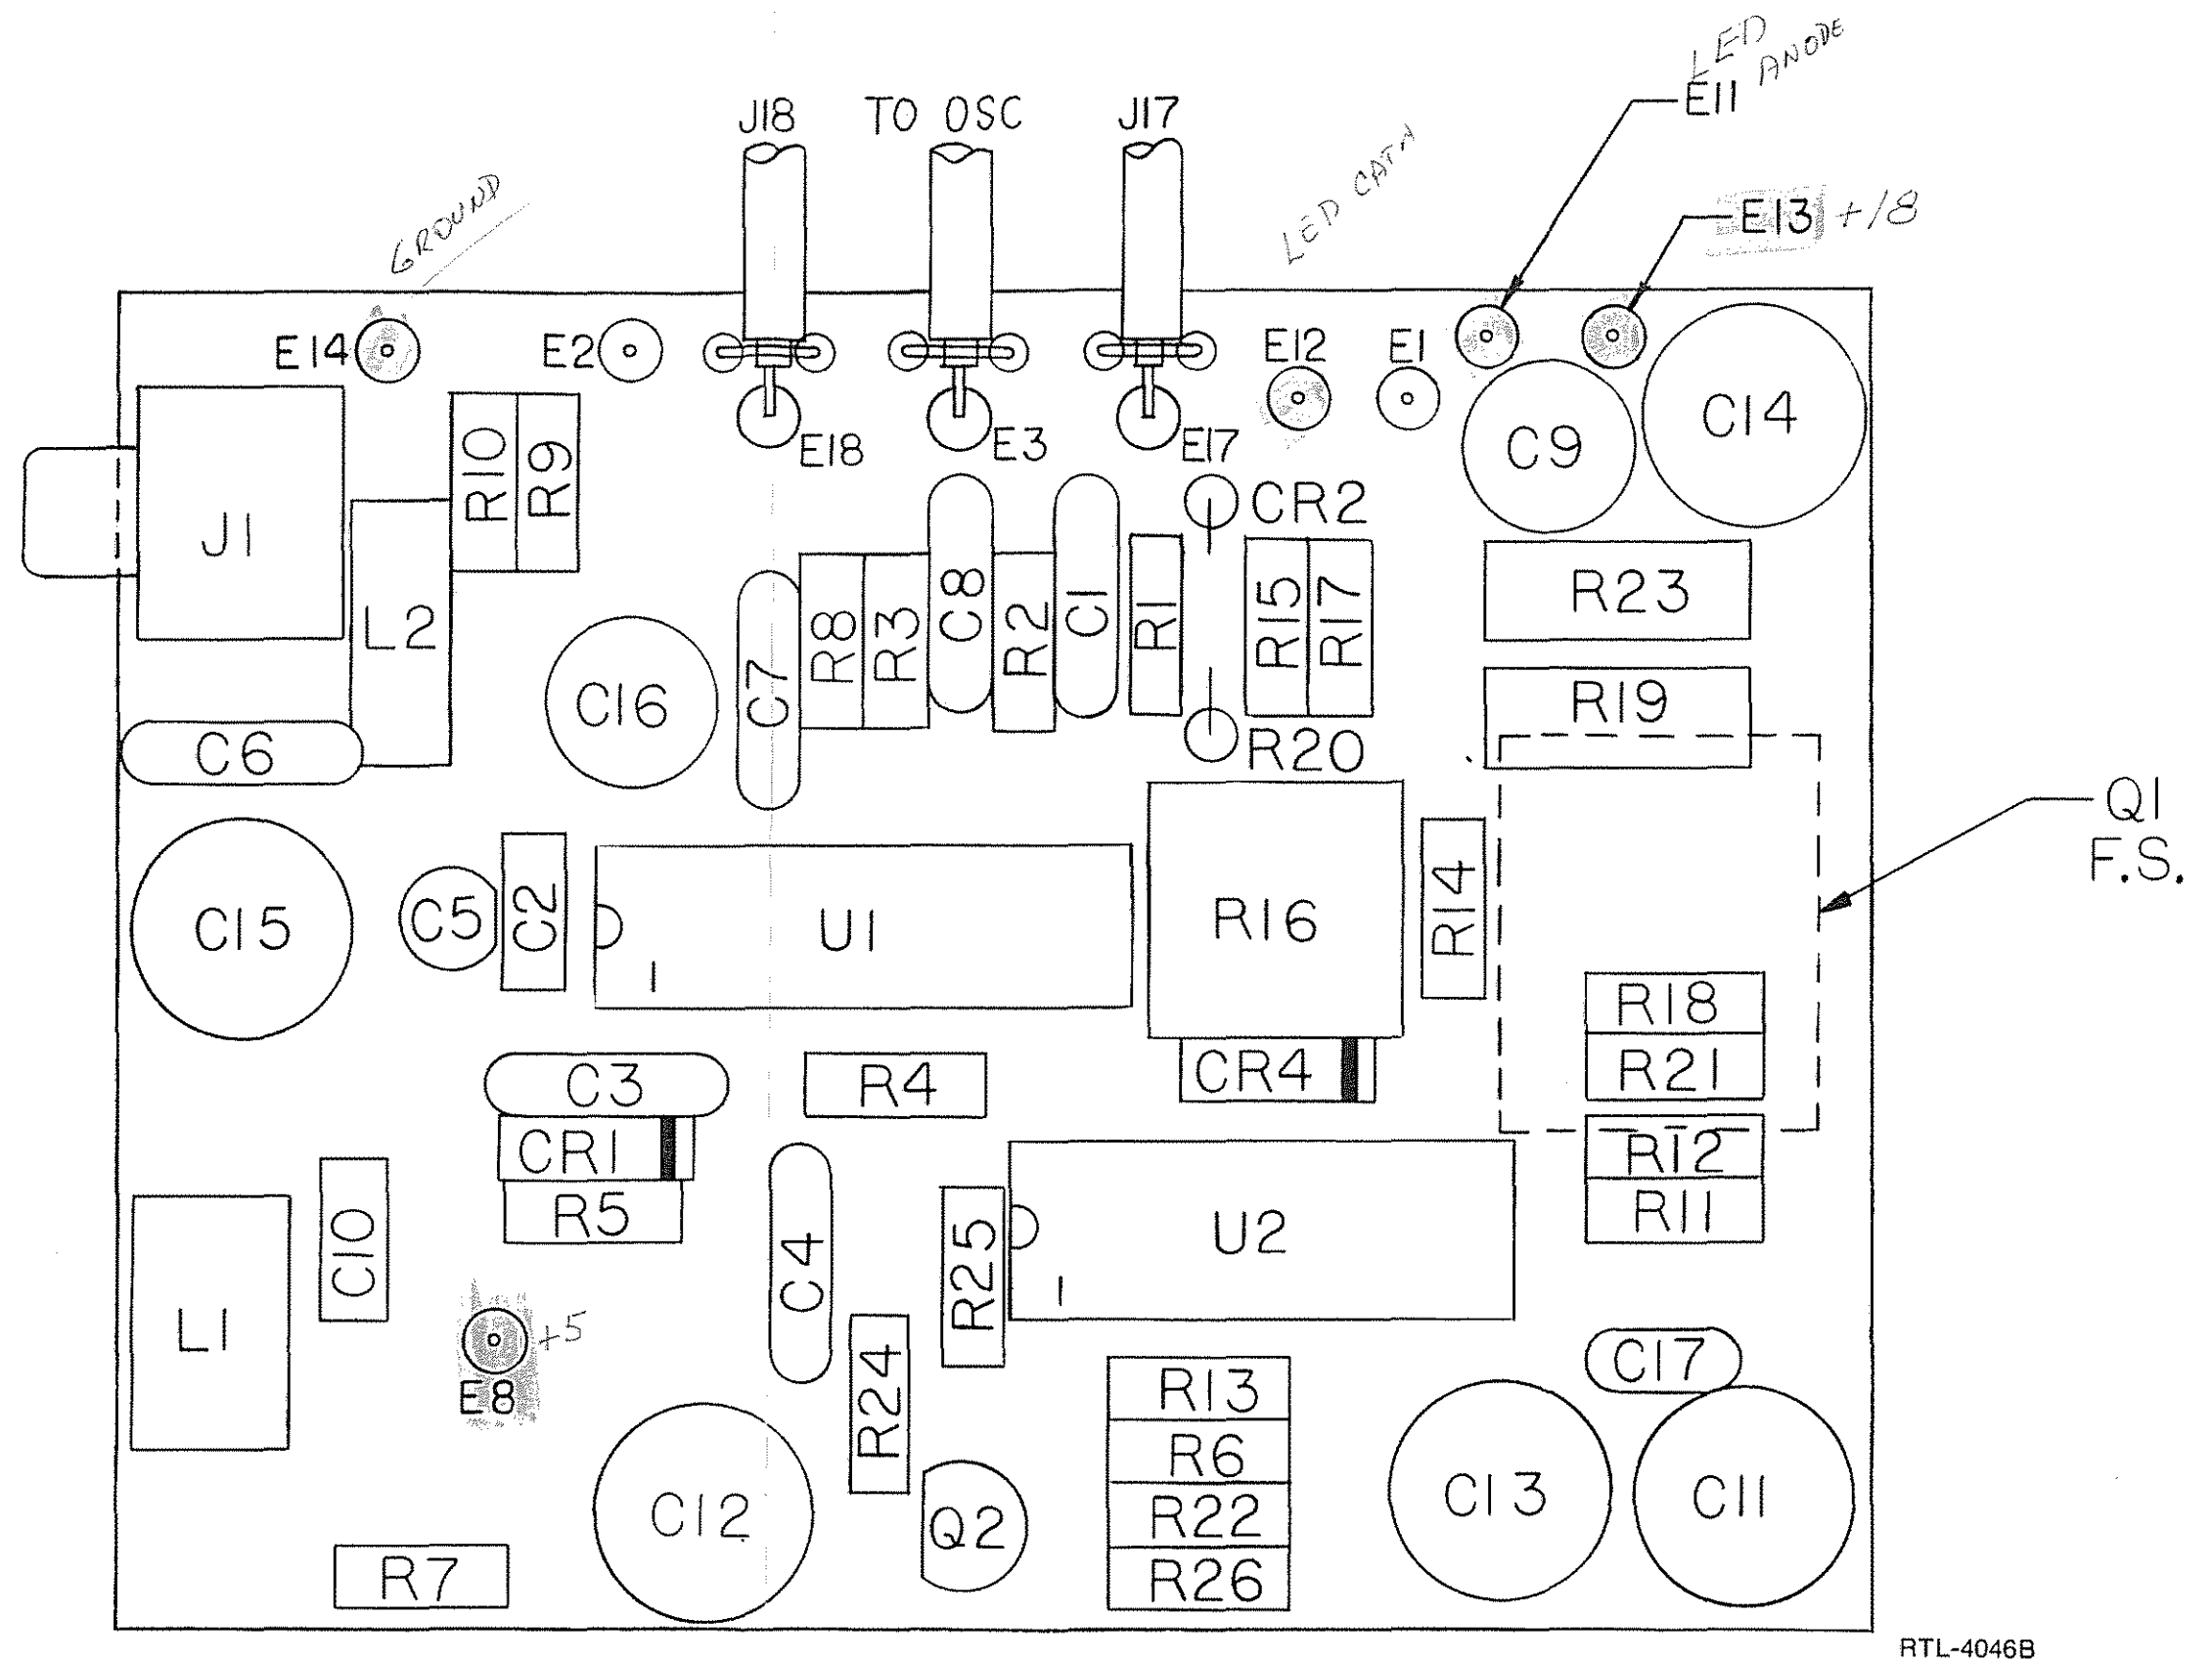 LED
ANODE
J18 TO OSC J17 E11
LED CATH
GROUND
E13 +18
E14 E2 E12 E1
E18 E3 E17
C9 C14
R10 R9
CR2
J1
L2
R8 R3 C8 R2 C1 R1 R15 R17
R23
C7
C16
R19
C6
R20
Q1
F.S.
C15 C5 C2 U1 R16 R14
1
R18
C3 R4 CR4 R21
CR1 R12
R5 R11
C10 C4 R25 U2
1
L1 +5
E8
C17
R24 R13
R6
C12 Q2 R22 C13 C11
R7 R26
RTL-4046B